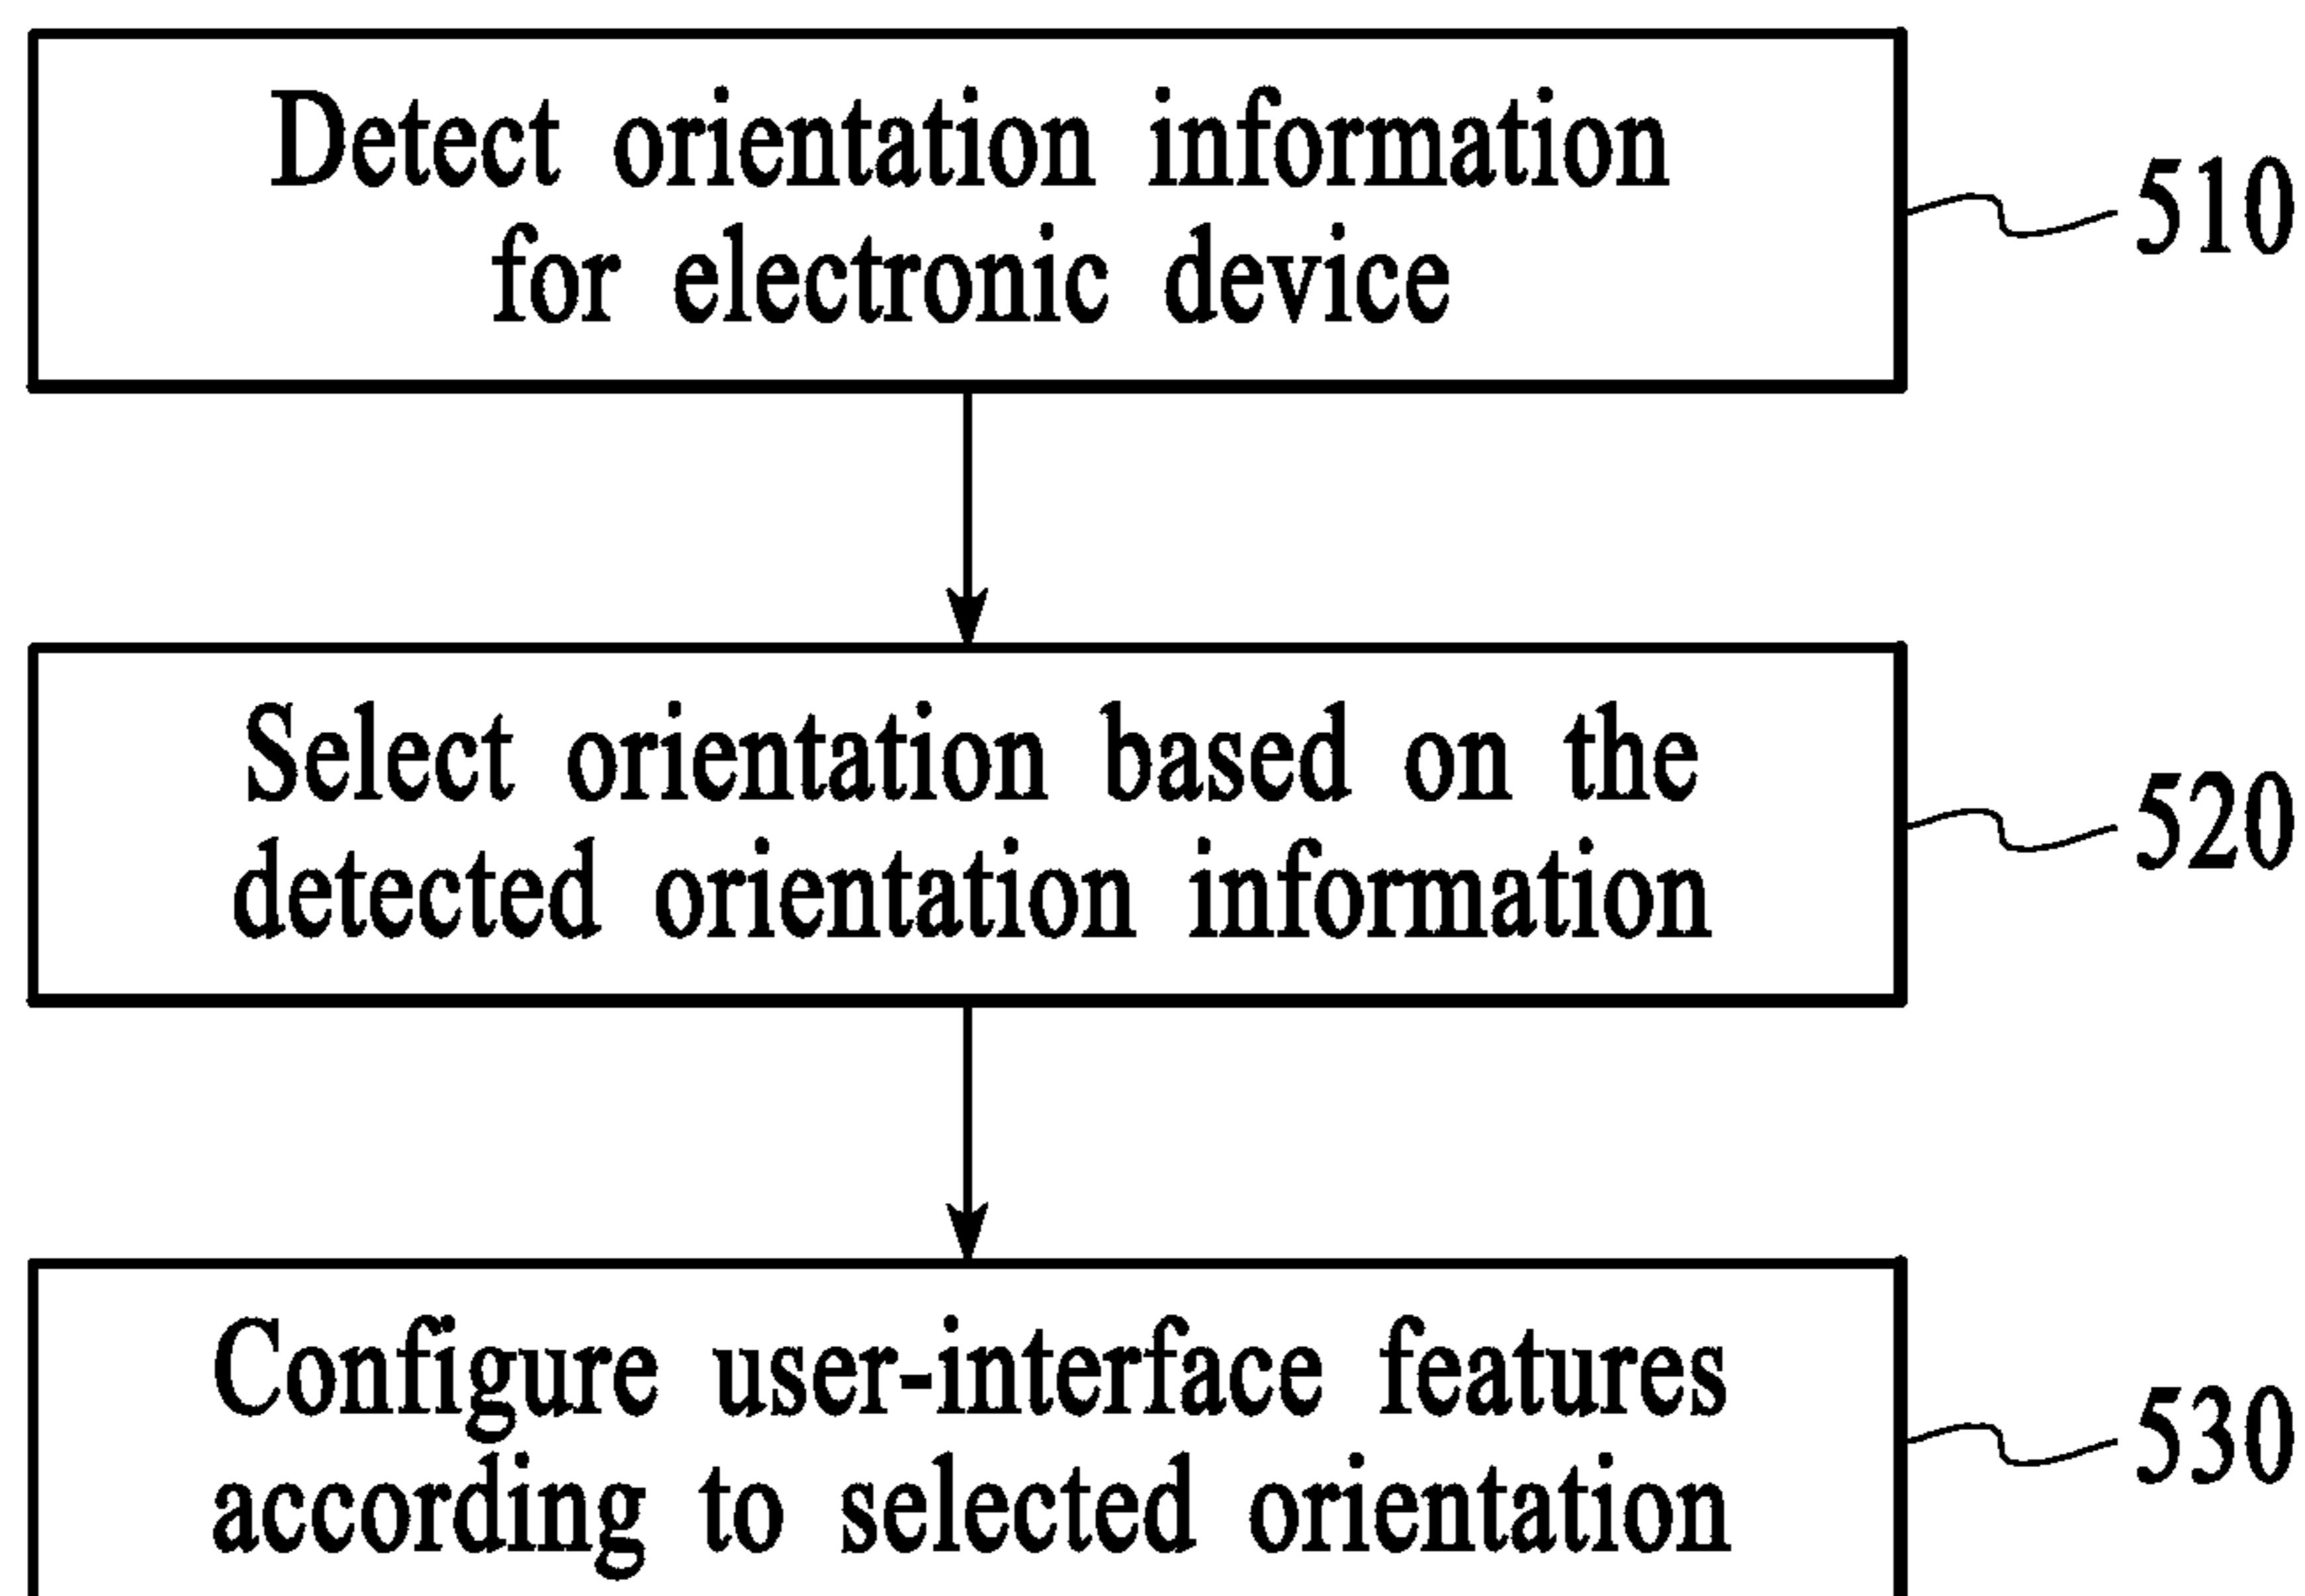 Detect orientation information
for electronic device
510
Select orientation based on the
detected orientation information
520
Configure user-interface features
according to selected orientation
530